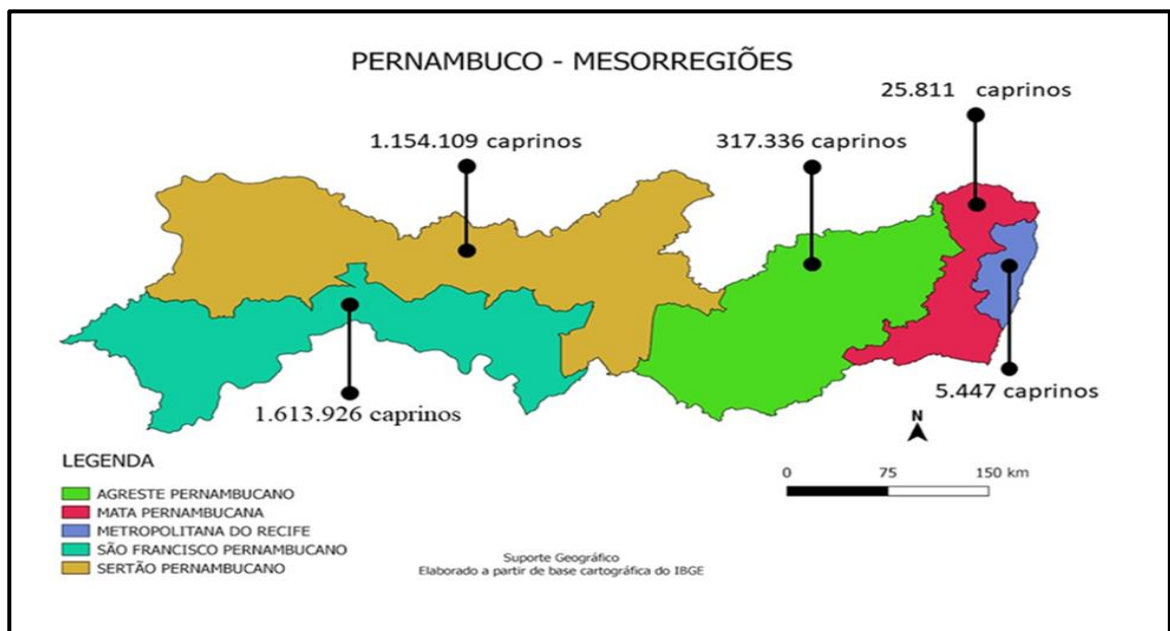 PERNAMBUCO - MESORREGIÕES
25.811 caprinos
1.154.109 caprinos
317.336 caprinos
1.613.926 caprinos
5.447 caprinos
N
LEGENDA
AGRESTE PERNAMBUCANO
MATA PERNAMBUCANA
METROPOLITANA DO RECIFE
SÃO FRANCISCO PERNAMBUCANO
SERTÃO PERNAMBUCANO
0 75 150 km
Suporte Geográfico
Elaborado a partir de base cartográfica do IBGE